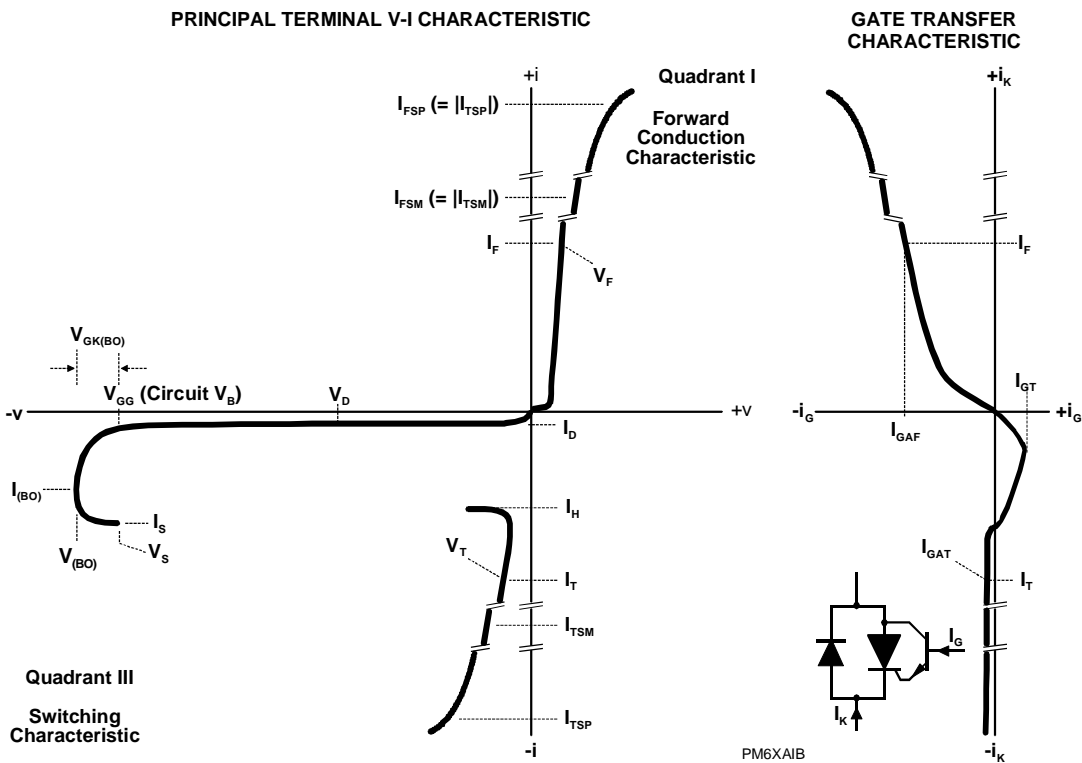 PRINCIPAL TERMINAL V-I CHARACTERISTIC
GATE TRANSFER
CHARACTERISTIC
+i
Quadrant I
+iK
IFSP (= |ITSP|)
Forward
Conduction
Characteristic
IFSM (= |ITSM|)
IF
VF
IF
VGK(BO)
VGG (Circuit VB)
VD
IGT
-v
+v
-iG
+iG
ID
IGAF
I(BO)
IS
IH
V(BO)
VS
VT
IT
IGAT
IT
ITSM
IG
Quadrant III
Switching
Characteristic
ITSP
IK
-i
PM6XAIB
-iK